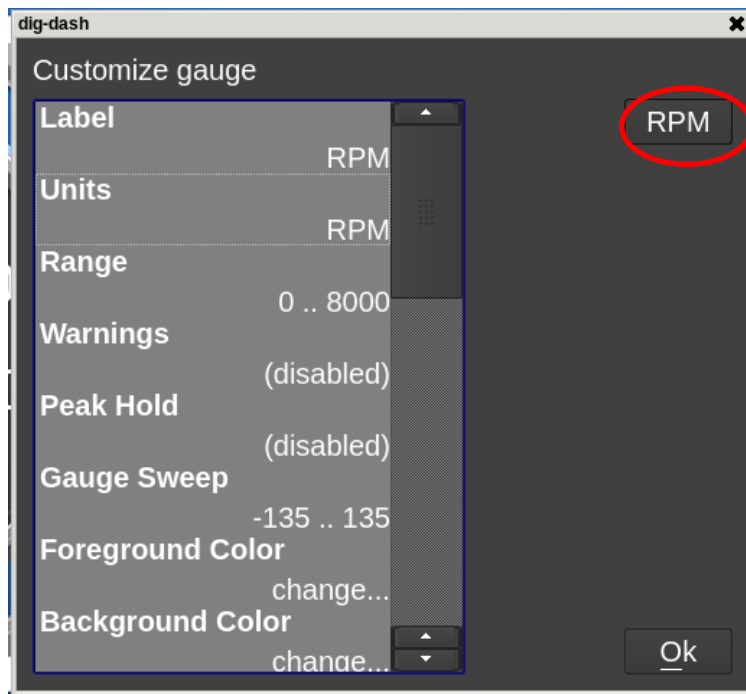 dig-dash
Customize gauge
Label
RPM
RPM
Units
RPM
Range
0 .. 8000
Warnings
(disabled)
Peak Hold
(disabled)
Gauge Sweep
-135 .. 135
Foreground Color
change...
Background Color
change...
Ok